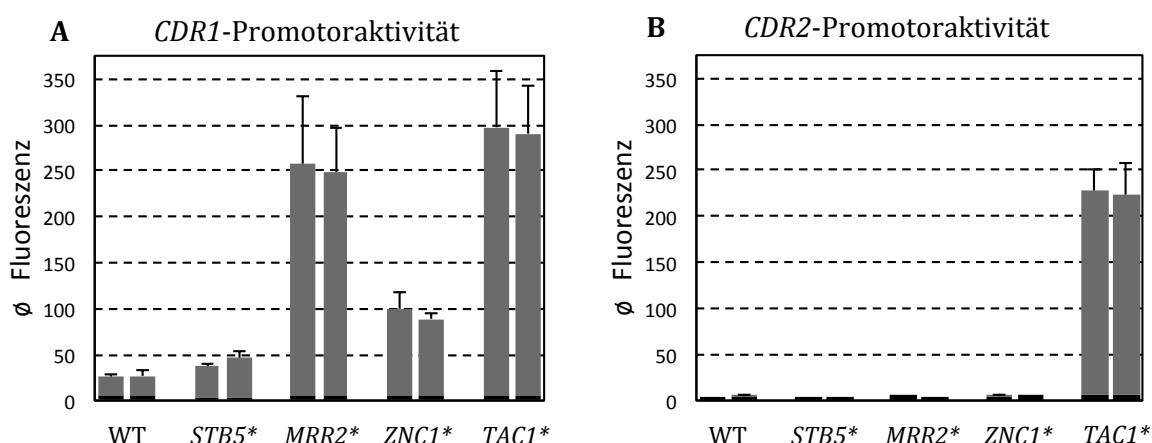 A CDR1-Promotoraktivität
ø Fluoreszenz
350
300
250
200
150
100
50
0
WT STB5* MRR2* ZNC1* TAC1*
B CDR2-Promotoraktivität
ø Fluoreszenz
350
300
250
200
150
100
50
0
WT STB5* MRR2* ZNC1* TAC1*